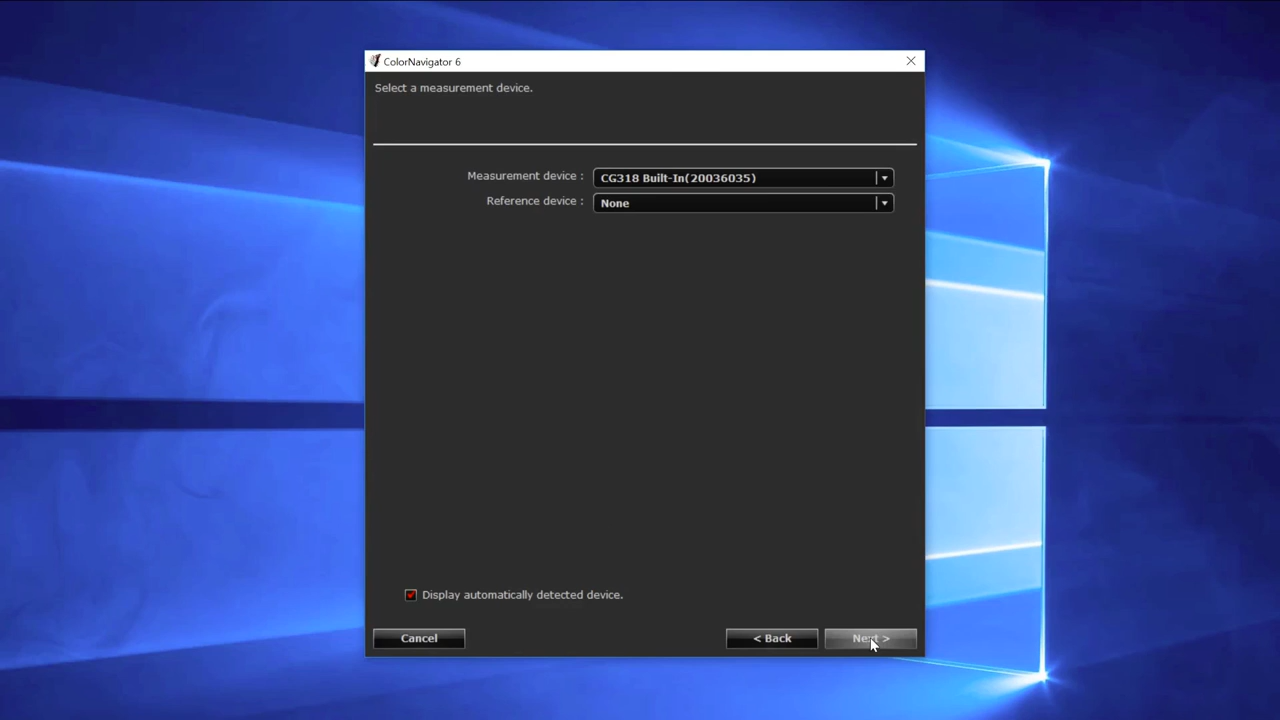 ColorNavigator 6
Select a measurement device.
Measurement device : CG318 Built-In(20036035)
Reference device : None
Display automatically detected device.
Cancel < Back Next >